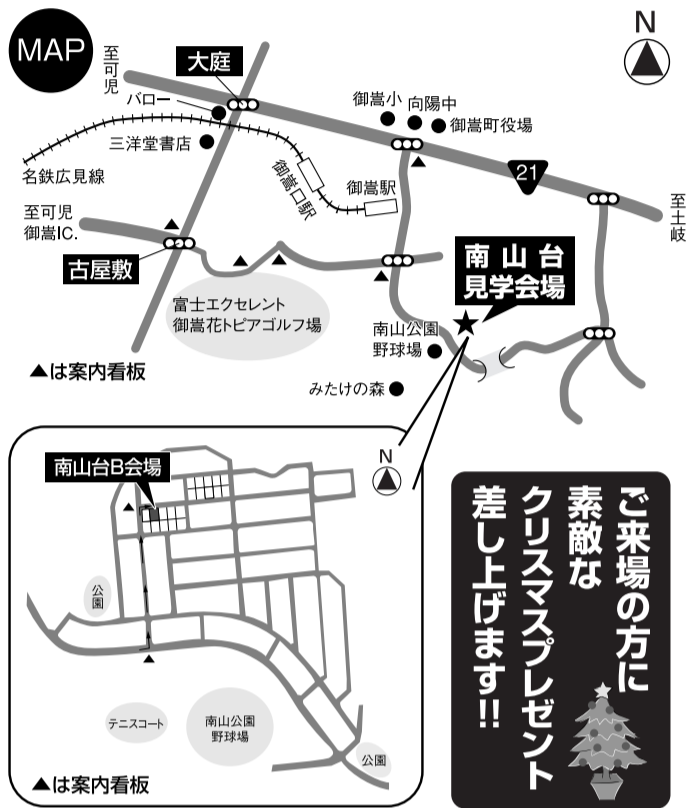 MAP
N
至可児
大庭
バロー
三洋堂書店
名鉄広見線
御嵩小
向陽中
御嵩町役場
21
至土岐
御嵩口駅
御嵩駅
至可児
御嵩IC.
古屋敷
富士エクセレント
御嵩花トピアゴルフ場
南山台
見学会場
南山公園
野球場
みたけの森
▲は案内看板
N
南山台B会場
公園
テニスコート
南山公園
野球場
公園
▲は案内看板
ご来場の方に
素敵な
クリスマスプレゼント
差し上げます!!